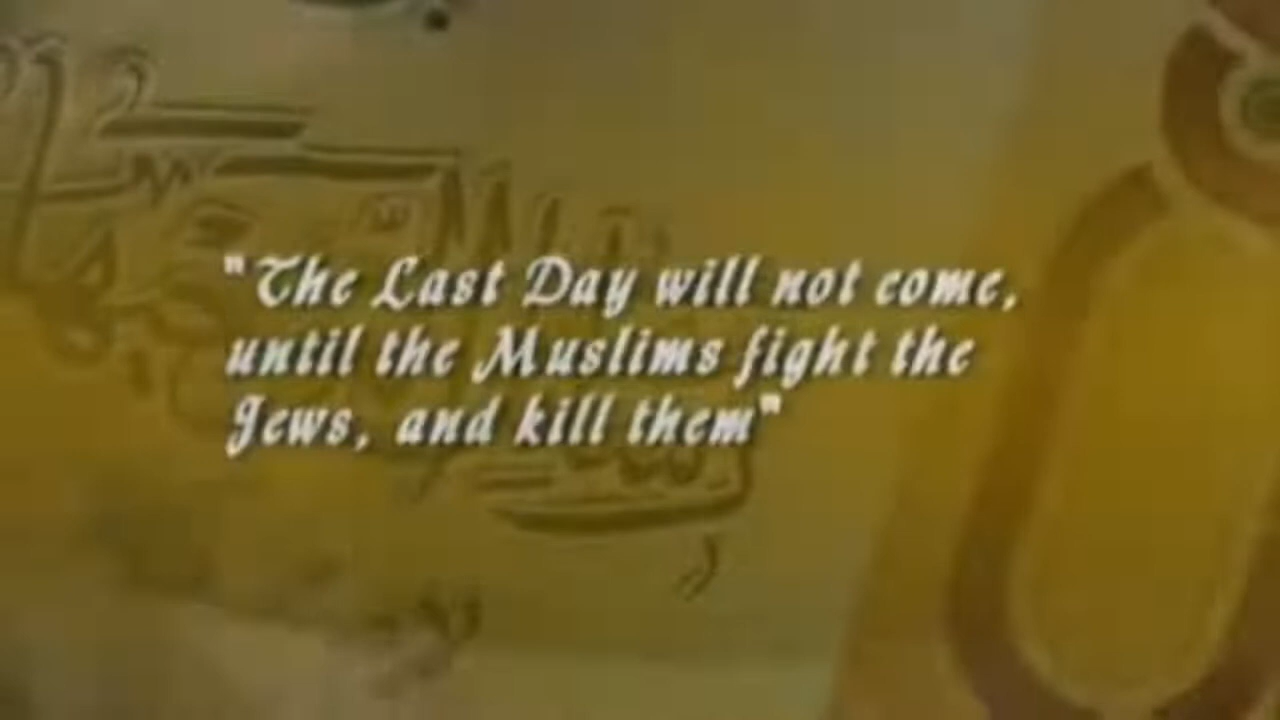 "The Last Day will not come,
until the Muslims fight the
Jews, and kill them"